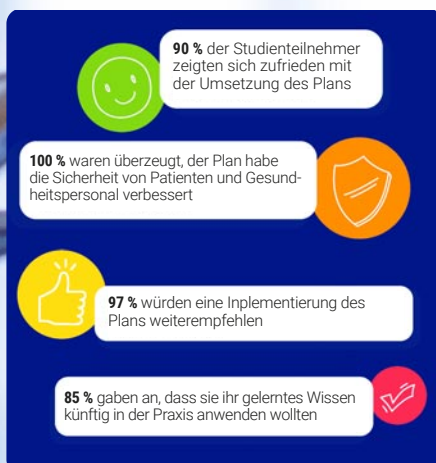 90 % der Studienteilnehmer
zeigten sich zufrieden mit
der Umsetzung des Plans
100 % waren überzeugt, der Plan habe
die Sicherheit von Patienten und Gesund-
heitspersonal verbessert
97 % würden eine Inplementierung des
Plans weiterempfehlen
85 % gaben an, dass sie ihr gelerntes Wissen
künftig in der Praxis anwenden wollten